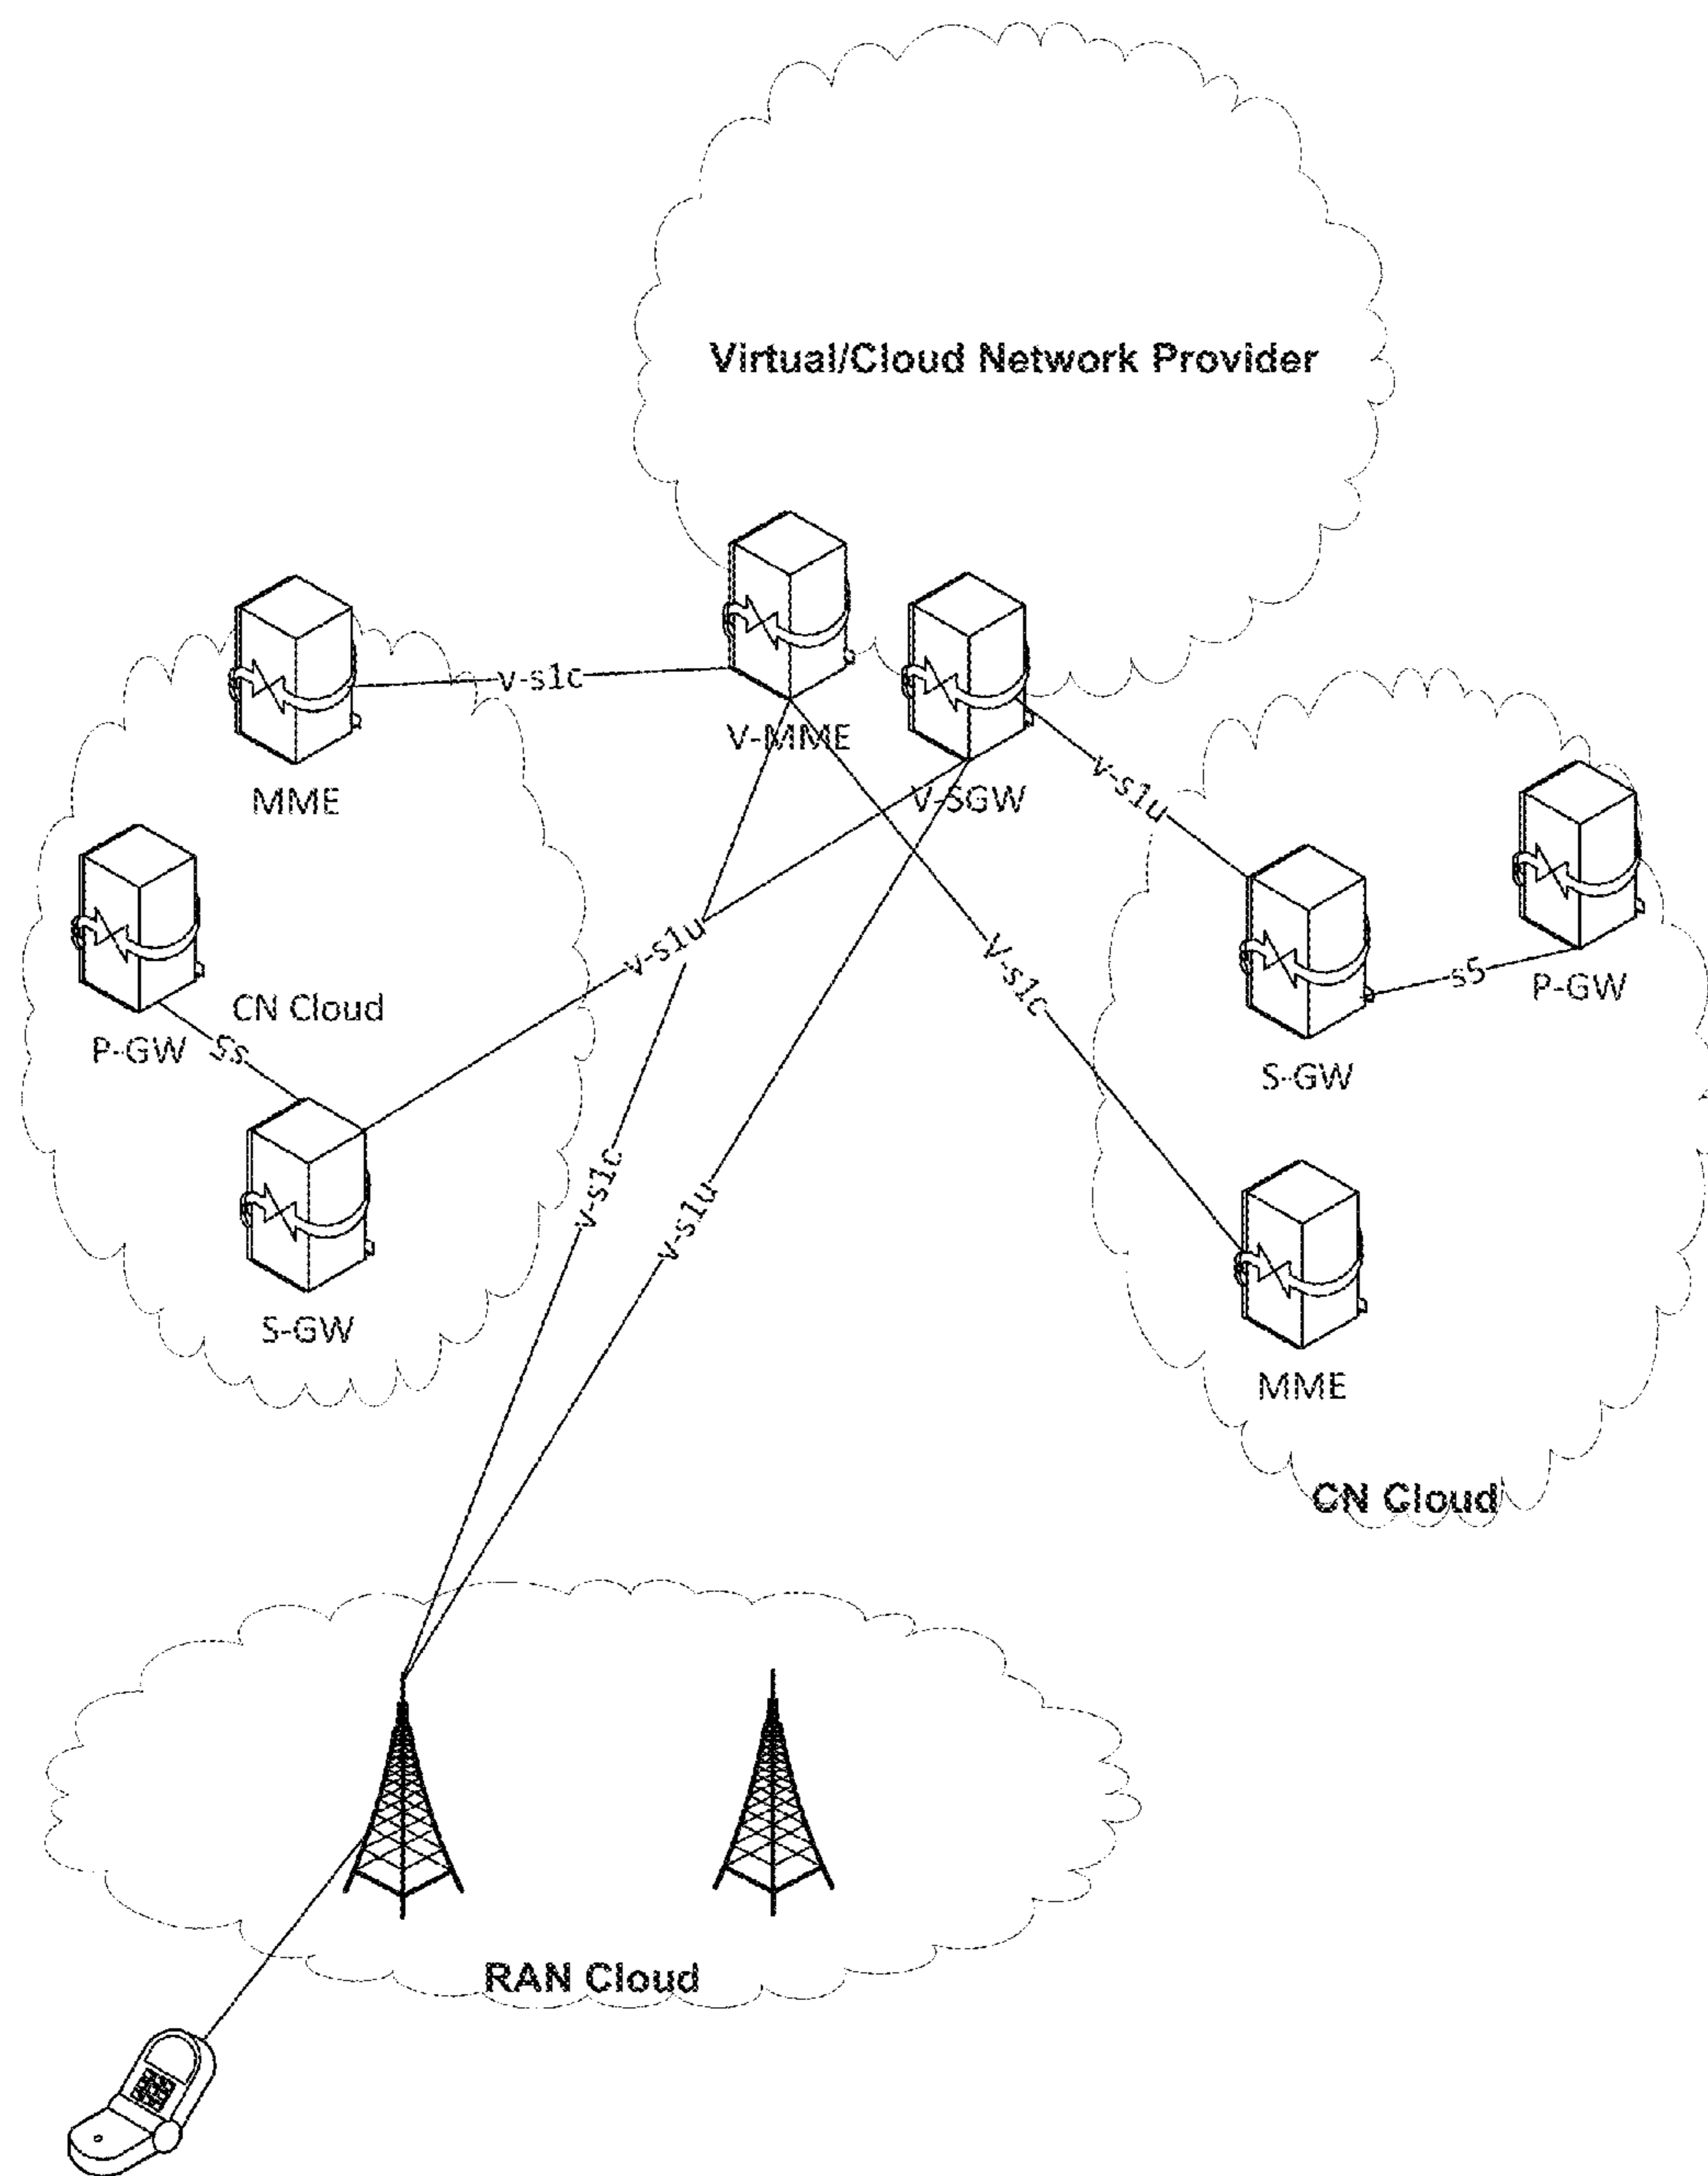 Virtual/Cloud Network Provider
v-s1c
V-MME
MME
V-SGW
v-s1u
v-s1u
V-s1c
s5
P-GW
CN Cloud
P-GW
S5
S-GW
v-s1c
v-s1u
S-GW
MME
CN Cloud
RAN Cloud